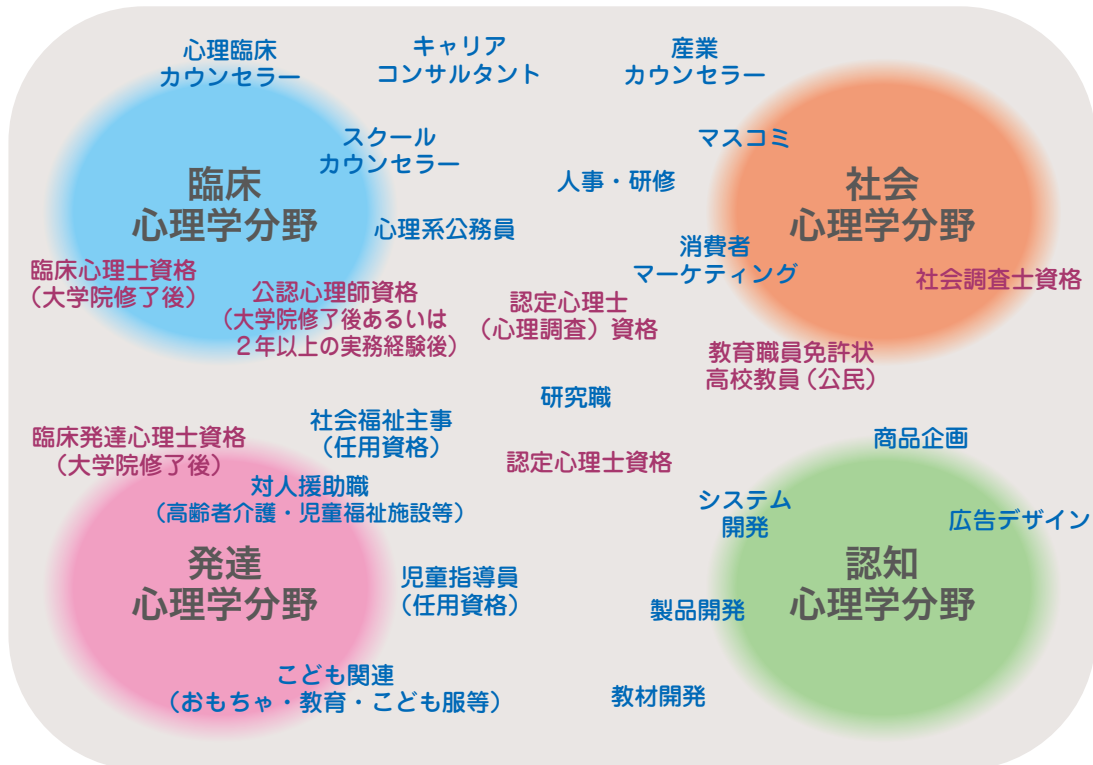 心理臨床
カウンセラー
キャリア
コンサルタント
産業
カウンセラー
スクール
カウンセラー
マスコミ
臨床
心理学分野
人事・研修
社会
心理学分野
心理系公務員
消費者
マーケティング
臨床心理士資格
（大学院修了後）
公認心理師資格
（大学院修了後あるいは
２年以上の実務経験後）
認定心理士
（心理調査）資格
社会調査士資格
教育職員免許状
高校教員（公民）
研究職
社会福祉主事
（任用資格）
臨床発達心理士資格
（大学院修了後）
認定心理士資格
商品企画
対人援助職
（高齢者介護・児童福祉施設等）
システム
開発
広告デザイン
発達
心理学分野
児童指導員
（任用資格）
認知
心理学分野
製品開発
こども関連
（おもちゃ・教育・こども服等）
教材開発